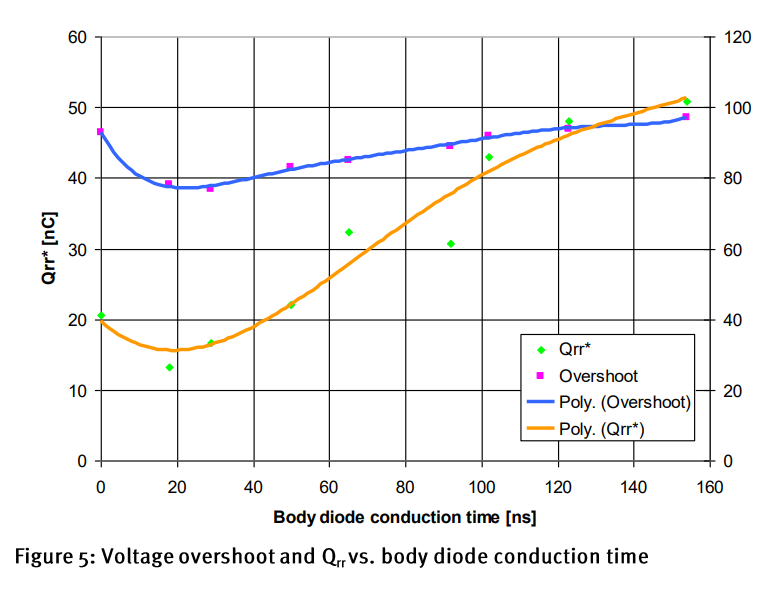 60
50
40
30
20
10
0
120
100
80
60
40
20
0
Qrr* [nC]
Qrr*
Overshoot
Poly. (Overshoot)
Poly. (Qrr*)
0 20 40 60 80 100 120 140 160
Body diode conduction time [ns]
Figure 5: Voltage overshoot and Qrr vs. body diode conduction time